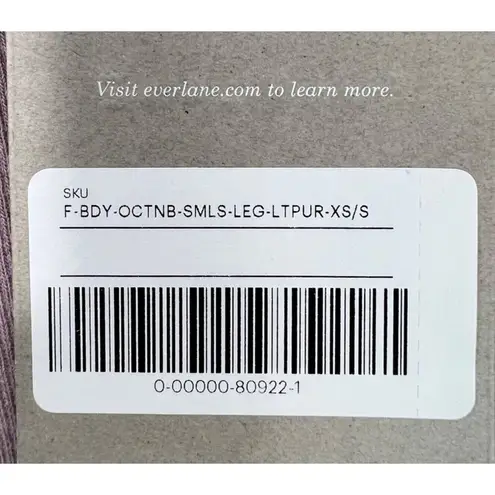 Visit everlane.com to learn more.
SKU
F-BDY-OCTNB-SMLS-LEG-LTPUR-XS/S
0-00000-80922-1